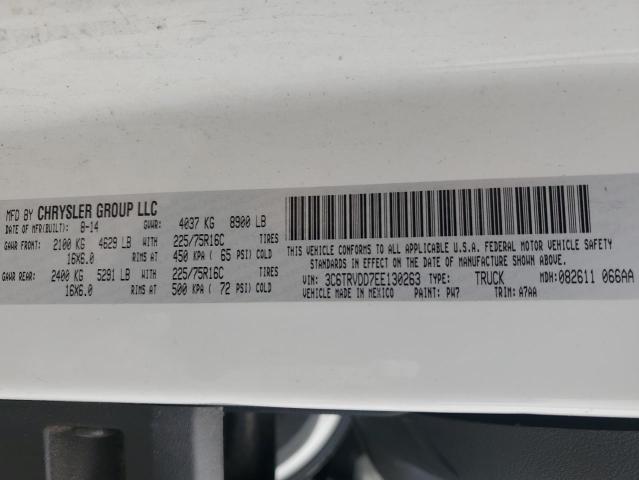 MFD BY CHRYSLER GROUP LLC
DATE OF MFR(BUILT): 8-14 GVWR: 4037 KG 8900 LB
GAWR FRONT: 2100 KG 4629 LB WITH 225/75R16C TIRES
16X6.0 RIMS AT 450 KPA ( 65 PSI) COLD
GAWR REAR: 2400 KG 5291 LB WITH 225/75R16C TIRES
16X6.0 RIMS AT 500 KPA ( 72 PSI) COLD
THIS VEHICLE CONFORMS TO ALL APPLICABLE U.S.A. FEDERAL MOTOR VEHICLE SAFETY
STANDARDS IN EFFECT ON THE DATE OF MANUFACTURE SHOWN ABOVE.
VIN: 3C6TRVDD7EE130263 TYPE: TRUCK MDH: 082611 066AA
VEHICLE MADE IN MEXICO PAINT: PW7 TRIM: A7AA